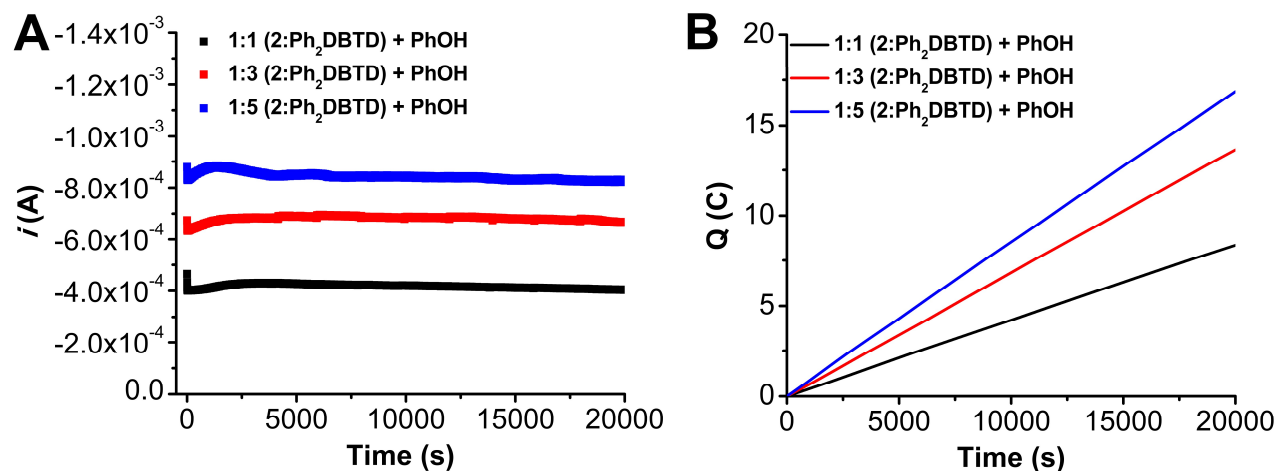 A
-1.4x10⁻³
-1.2x10⁻³
-1.0x10⁻³
-8.0x10⁻⁴
-6.0x10⁻⁴
-4.0x10⁻⁴
-2.0x10⁻⁴
0.0
i (A)
1:1 (2:Ph₂DBTD) + PhOH
1:3 (2:Ph₂DBTD) + PhOH
1:5 (2:Ph₂DBTD) + PhOH
0 5000 10000 15000 20000
Time (s)
B
20
15
10
5
0
Q (C)
1:1 (2:Ph₂DBTD) + PhOH
1:3 (2:Ph₂DBTD) + PhOH
1:5 (2:Ph₂DBTD) + PhOH
0 5000 10000 15000 20000
Time (s)